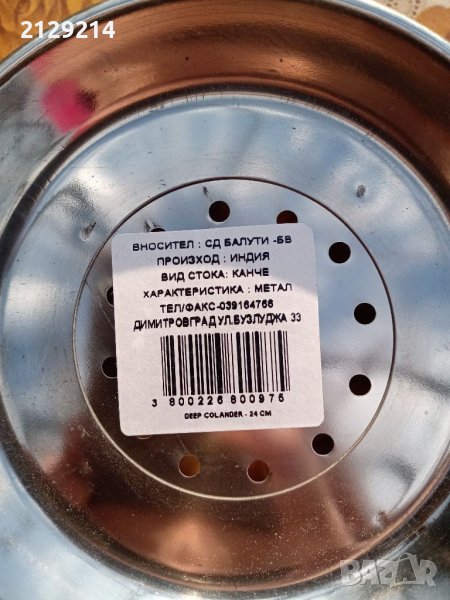 2129214
ВНОСИТЕЛ : СД БАЛУТИ -БВ
ПРОИЗХОД : ИНДИЯ
ВИД СТОКА: КАНЧЕ
ХАРАКТЕРИСТИКА : МЕТАЛ
ТЕЛ/ФАКС-039164766
ДИМИТРОВГРАД УЛ.БУЗЛУДЖА 33
3 800226 800975
DEEP COLANDER - 24 CM
BAZAR